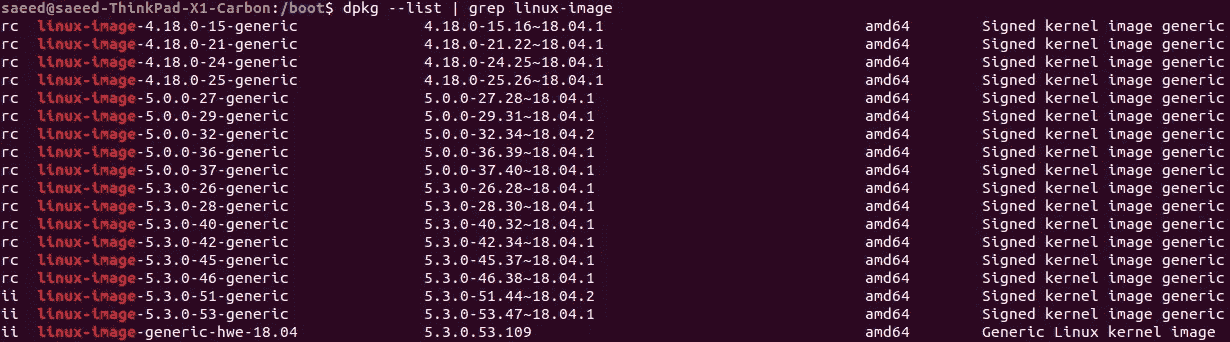 saeed@saeed-ThinkPad-X1-Carbon:/boot$ dpkg --list | grep linux-image
rc linux-image-4.18.0-15-generic 4.18.0-15.16~18.04.1 amd64 Signed kernel image generic
rc linux-image-4.18.0-21-generic 4.18.0-21.22~18.04.1 amd64 Signed kernel image generic
rc linux-image-4.18.0-24-generic 4.18.0-24.25~18.04.1 amd64 Signed kernel image generic
rc linux-image-4.18.0-25-generic 4.18.0-25.26~18.04.1 amd64 Signed kernel image generic
rc linux-image-5.0.0-27-generic 5.0.0-27.28~18.04.1 amd64 Signed kernel image generic
rc linux-image-5.0.0-29-generic 5.0.0-29.31~18.04.1 amd64 Signed kernel image generic
rc linux-image-5.0.0-32-generic 5.0.0-32.34~18.04.2 amd64 Signed kernel image generic
rc linux-image-5.0.0-36-generic 5.0.0-36.39~18.04.1 amd64 Signed kernel image generic
rc linux-image-5.0.0-37-generic 5.0.0-37.40~18.04.1 amd64 Signed kernel image generic
rc linux-image-5.3.0-26-generic 5.3.0-26.28~18.04.1 amd64 Signed kernel image generic
rc linux-image-5.3.0-28-generic 5.3.0-28.30~18.04.1 amd64 Signed kernel image generic
rc linux-image-5.3.0-40-generic 5.3.0-40.32~18.04.1 amd64 Signed kernel image generic
rc linux-image-5.3.0-42-generic 5.3.0-42.34~18.04.1 amd64 Signed kernel image generic
rc linux-image-5.3.0-45-generic 5.3.0-45.37~18.04.1 amd64 Signed kernel image generic
rc linux-image-5.3.0-46-generic 5.3.0-46.38~18.04.1 amd64 Signed kernel image generic
ii linux-image-5.3.0-51-generic 5.3.0-51.44~18.04.2 amd64 Signed kernel image generic
ii linux-image-5.3.0-53-generic 5.3.0-53.47~18.04.1 amd64 Signed kernel image generic
ii linux-image-generic-hwe-18.04 5.3.0.53.109 amd64 Generic Linux kernel image